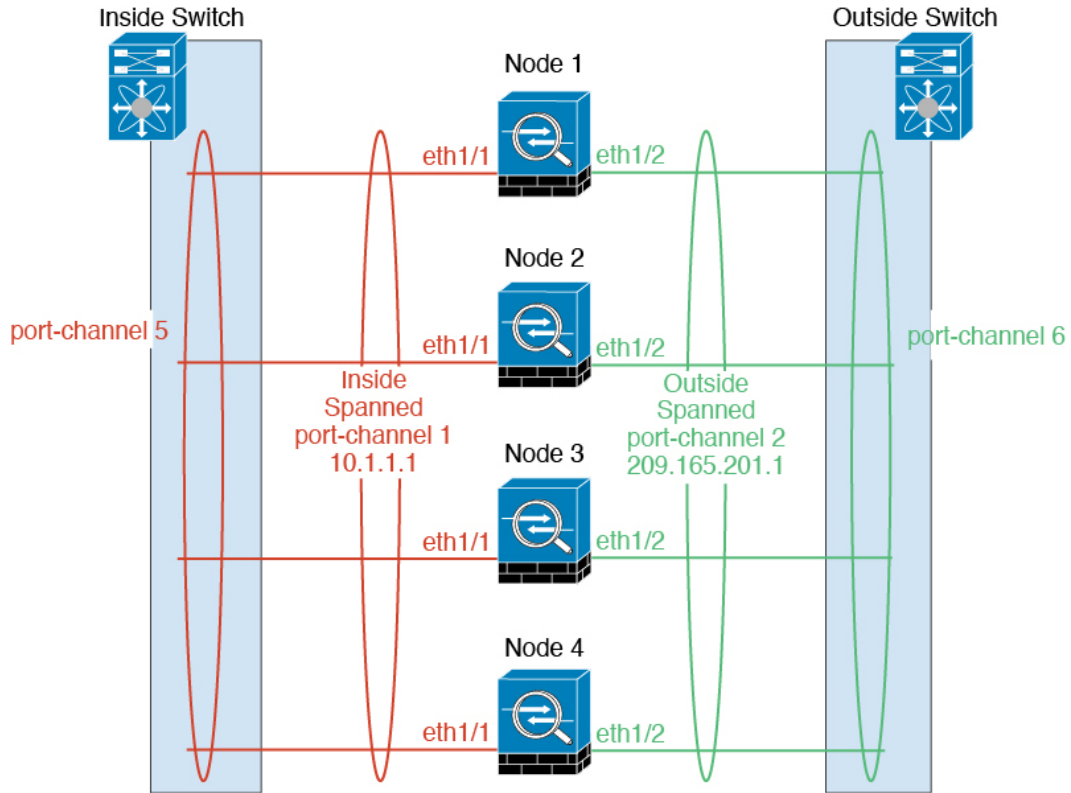 Inside Switch
Outside Switch
Node 1
eth1/1
eth1/2
Node 2
port-channel 5
eth1/1
eth1/2
port-channel 6
Inside
Spanned
port-channel 1
10.1.1.1
Outside
Spanned
port-channel 2
209.165.201.1
Node 3
eth1/1
eth1/2
Node 4
eth1/1
eth1/2